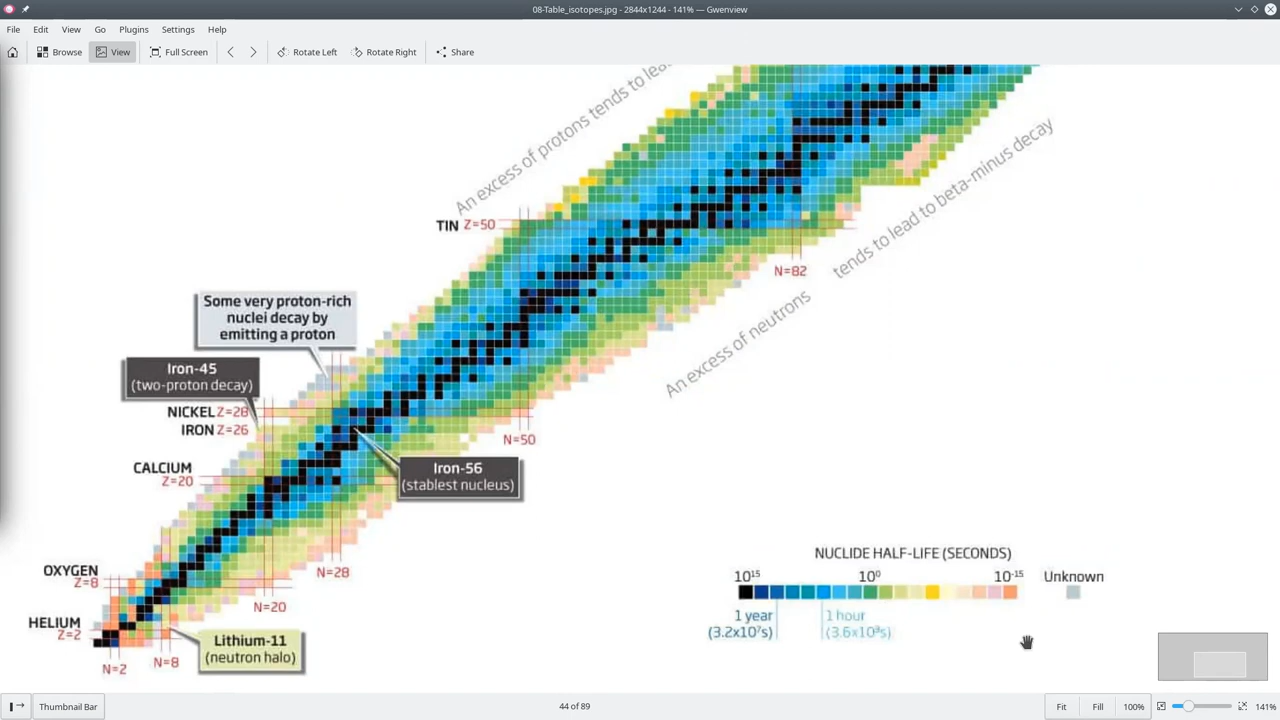 08-Table_isotopes.jpg - 2844x1244 - 141% — Gwenview
File Edit View Go Plugins Settings Help
Browse View Full Screen Rotate Left Rotate Right Share
An excess of protons tends to lea
TIN Z=50
N=82
tends to lead to beta-minus decay
An excess of neutrons
Some very proton-rich
nuclei decay by
emitting a proton
Iron-45
(two-proton decay)
NICKEL Z=28
IRON Z=26
N=50
CALCIUM
Z=20
Iron-56
(stablest nucleus)
N=28
OXYGEN
Z=8
N=20
HELIUM
Z=2
Lithium-11
(neutron halo)
N=2
N=8
NUCLIDE HALF-LIFE (SECONDS)
10¹⁵ 10⁰ 10⁻¹⁵ Unknown
1 year
(3.2x10⁷s)
1 hour
(3.6x10³s)
Thumbnail Bar
44 of 89
Fit Fill 100% 141%